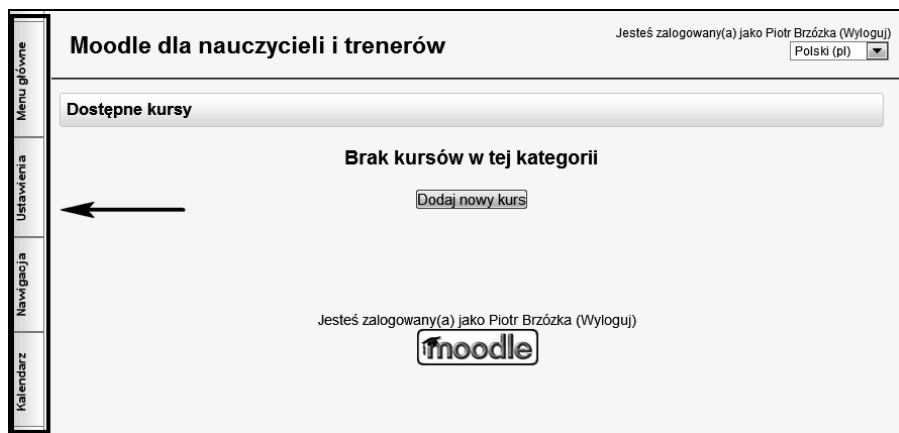 Moodle dla nauczycieli i trenerów
Jesteś zalogowany(a) jako Piotr Brzózka (Wyloguj)
Polski (pl)
Menu główne
Ustawienia
Nawigacja
Kalendarz
Dostępne kursy
Brak kursów w tej kategorii
Dodaj nowy kurs
Jesteś zalogowany(a) jako Piotr Brzózka (Wyloguj)
moodle